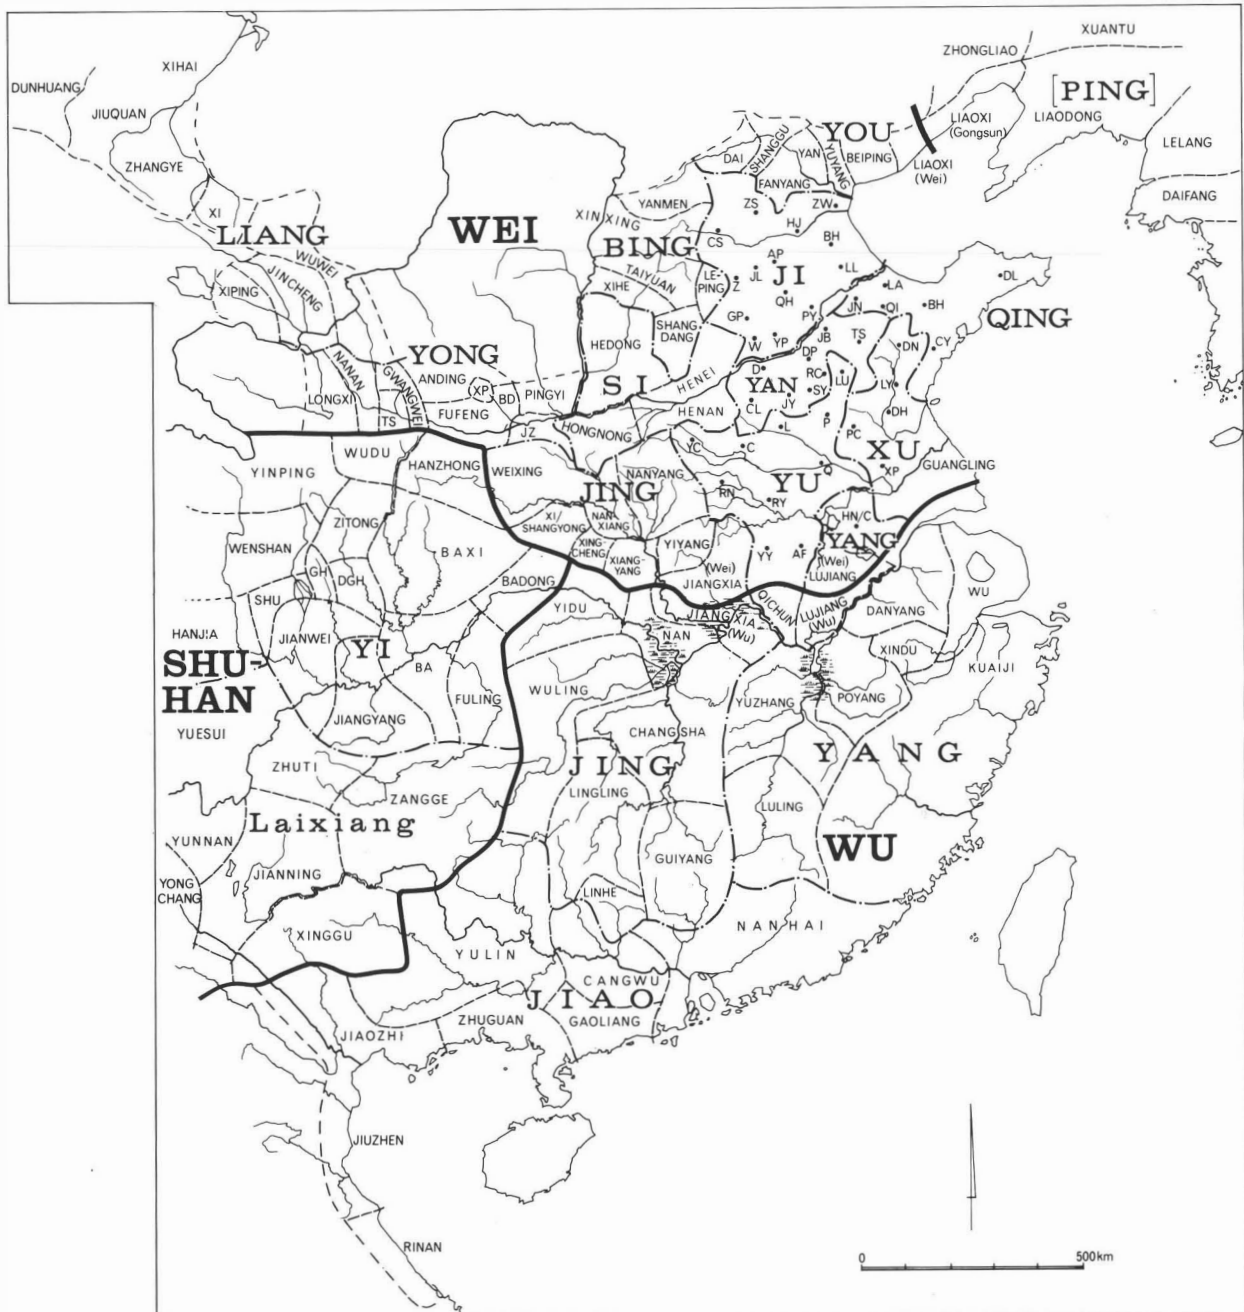 XUANTU
ZHONGLIAO
XIHAI
DUNHUANG
[PING]
JIUQUAN
LIAOXI
(Gongsun)
LIAODONG
YOU
LELANG
ZHANGYE
DAI
SHANGGU
YAN
YUYANG
BEIPING
LIAOXI
(Wei)
FANYANG
DAIFANG
XI
YANMEN
ZS
ZW
XINXING
LIANG
WEI
BING
CS
HJ
BH
WUWEI
JINCHENG
XIPING
TAIYUAN
XIHE
LE-
PING
AP
JL
JI
LL
Z
QH
LA
DL
JN
QI
BH
QING
GP
PY
SHANG
DANG
HEDONG
W
YP
JB
TS
DN
CY
YONG
NANAN
GWANGWEI
ANDING
XP
BD
PINGYI
DP
D
RC
LU
YAN
SY
LY
SI
HENEI
LONGXI
TS
FUFENG
CL
JY
DH
HENAN
L
P
PC
HONGNONG
JZ
YC
C
XU
WUDU
YINPING
HANZHONG
WEIXING
NANYANG
YU
Q
XP
GUANGLING
JING
RN
RY
HN/C
ZITONG
XI/
SHANGYONG
NAN-
XIANG
YANG
WENSHAN
BAXI
XING-
CHENG
XIANG-
YANG
YIYANG
(Wei)
JIANGXIA
YY
AF
(Wei)
LUJIANG
GH
DGH
BADONG
WU
SHU
YIDU
JIANGXIA
(Wu)
QICHUN
LUJIANG
(Wu)
DANYANG
HANJIA
JIANWEI
YI
NAN
XINDU
SHU-
HAN
BA
KUAIJI
FULING
WULING
YUZHANG
POYANG
JIANGYANG
YUESUI
CHANGSHA
YANG
ZHUTI
JING
ZANGGE
LINGLING
LULING
Laixiang
YUNNAN
WU
GUIYANG
JIANNING
YONG
CHANG
LINHE
NANHAI
XINGGU
YULIN
CANGWU
JIAO
ZHUGUAN
GAOLIANG
JIAOZHI
JIUZHEN
RINAN
0
500km